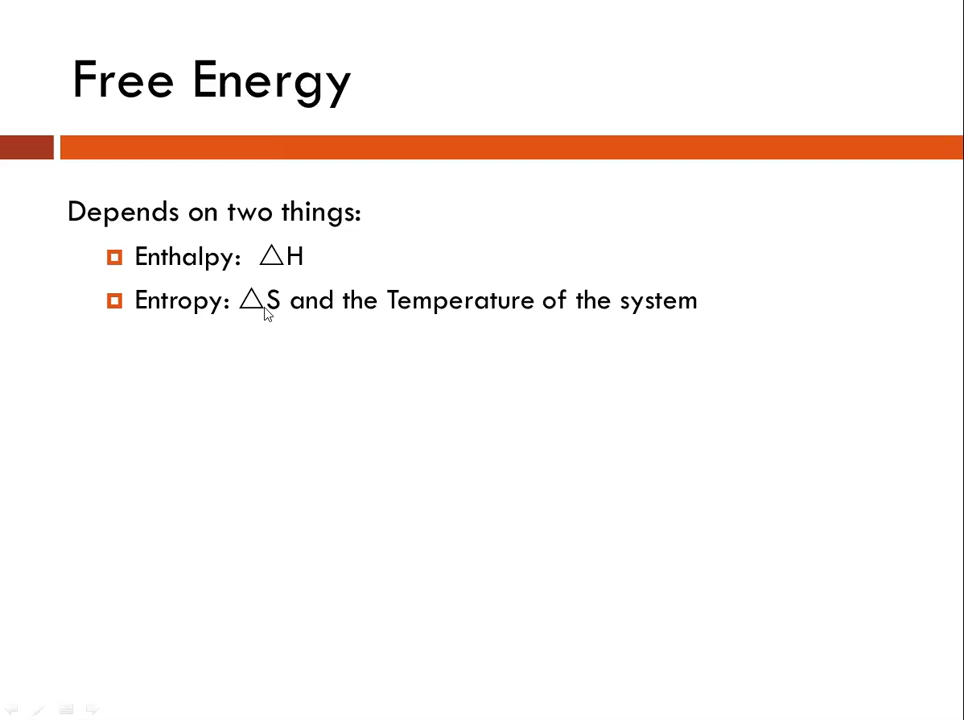 Free Energy
Depends on two things:
Enthalpy: △H
Entropy: △S and the Temperature of the system